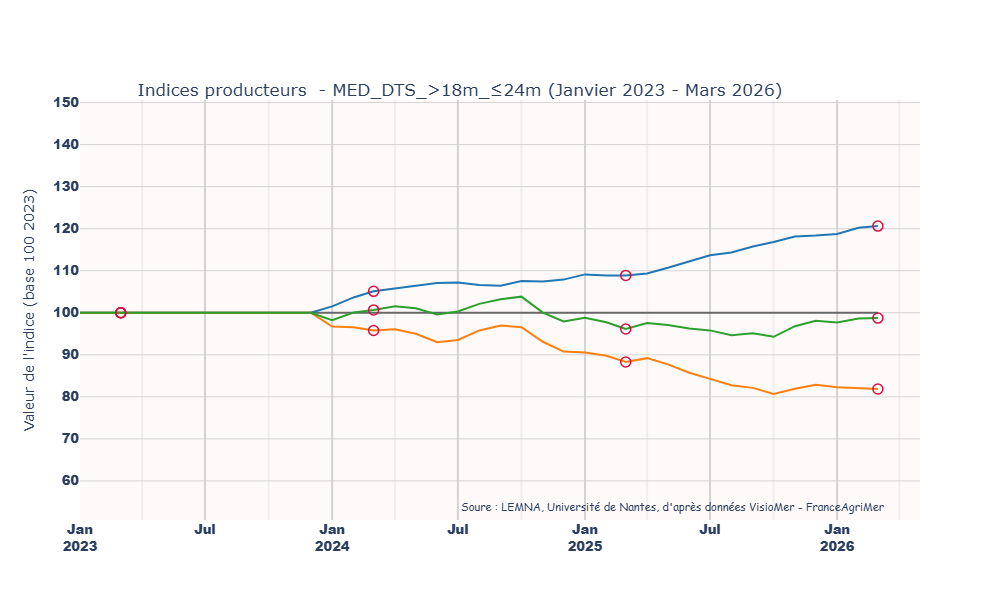 Indices producteurs - MED_DTS_>18m_≤24m (Janvier 2023 - Mars 2026)
Valeur de l'indice (base 100 2023)
150
140
130
120
110
100
90
80
70
60
Soure : LEMNA, Université de Nantes, d'après données VisioMer - FranceAgriMer
Jan Jul Jan Jul Jan Jul Jan
2023 2024 2025 2026